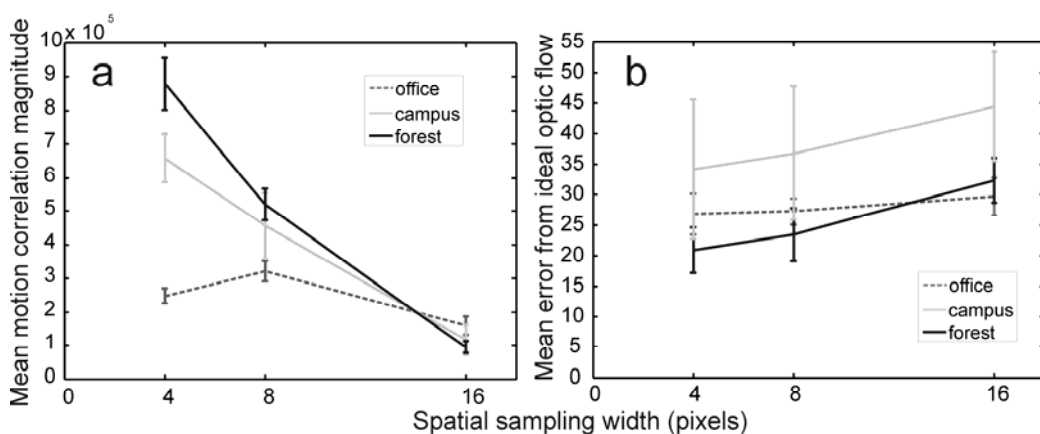 Mean motion correlation magnitude
10 × 10 5
9
8
7
6
5
4
3
2
1
0
a
office
campus
forest
0 4 8 16
Mean error from ideal optic flow
55
50
45
40
35
30
25
20
15
10
5
0
b
office
campus
forest
0 4 8 16
Spatial sampling width (pixels)